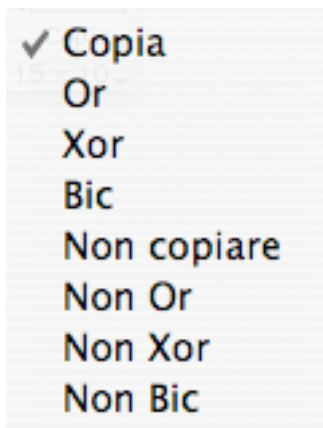 Copia
Or
Xor
Bic
Non copiare
Non Or
Non Xor
Non Bic